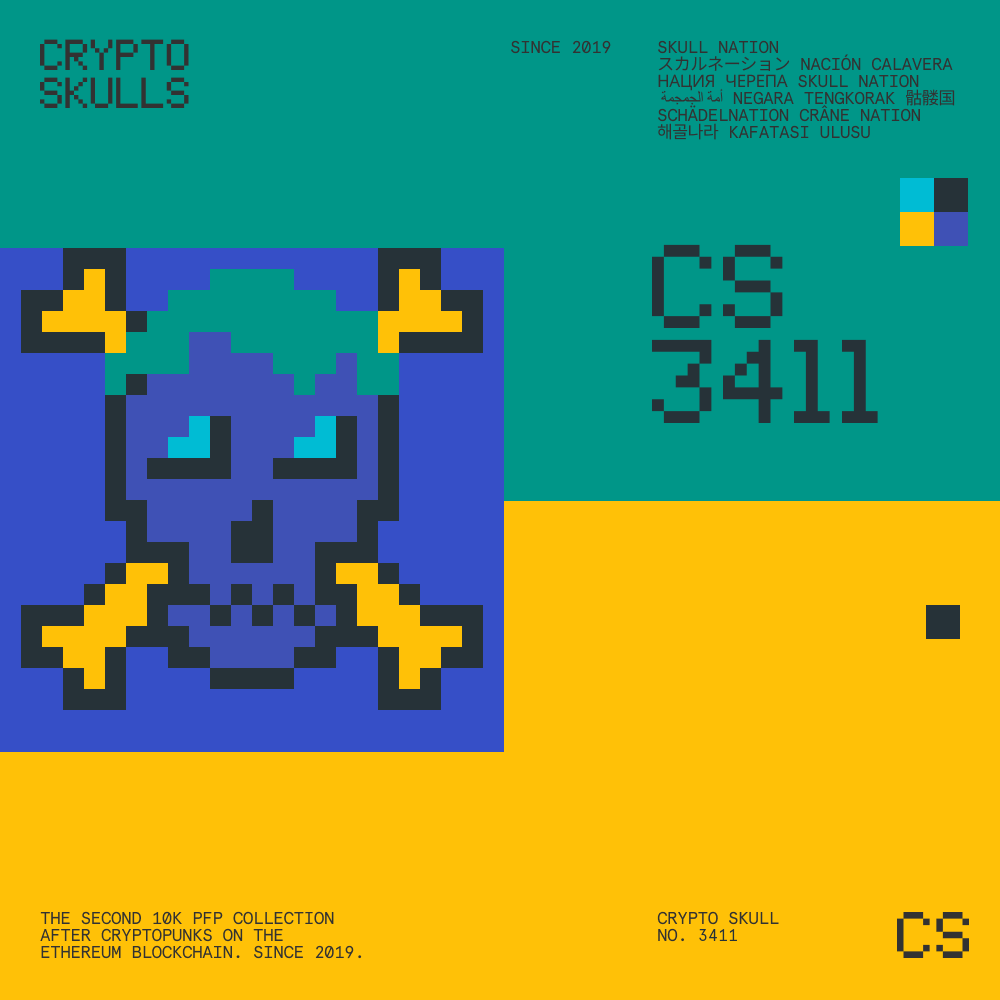 CRYPTO
SKULLS
SINCE 2019
SKULL NATION
スカルネーション NACIÓN CALAVERA
НАЦИЯ ЧЕРЕПА SKULL NATION
أمة الجمجمة NEGARA TENGKORAK 骷髅国
SCHÄDELNATION CRÂNE NATION
해골나라 KAFATASI ULUSU
CS
3411
THE SECOND 10K PFP COLLECTION
AFTER CRYPTOPUNKS ON THE
ETHEREUM BLOCKCHAIN. SINCE 2019.
CRYPTO SKULL
NO. 3411
CS